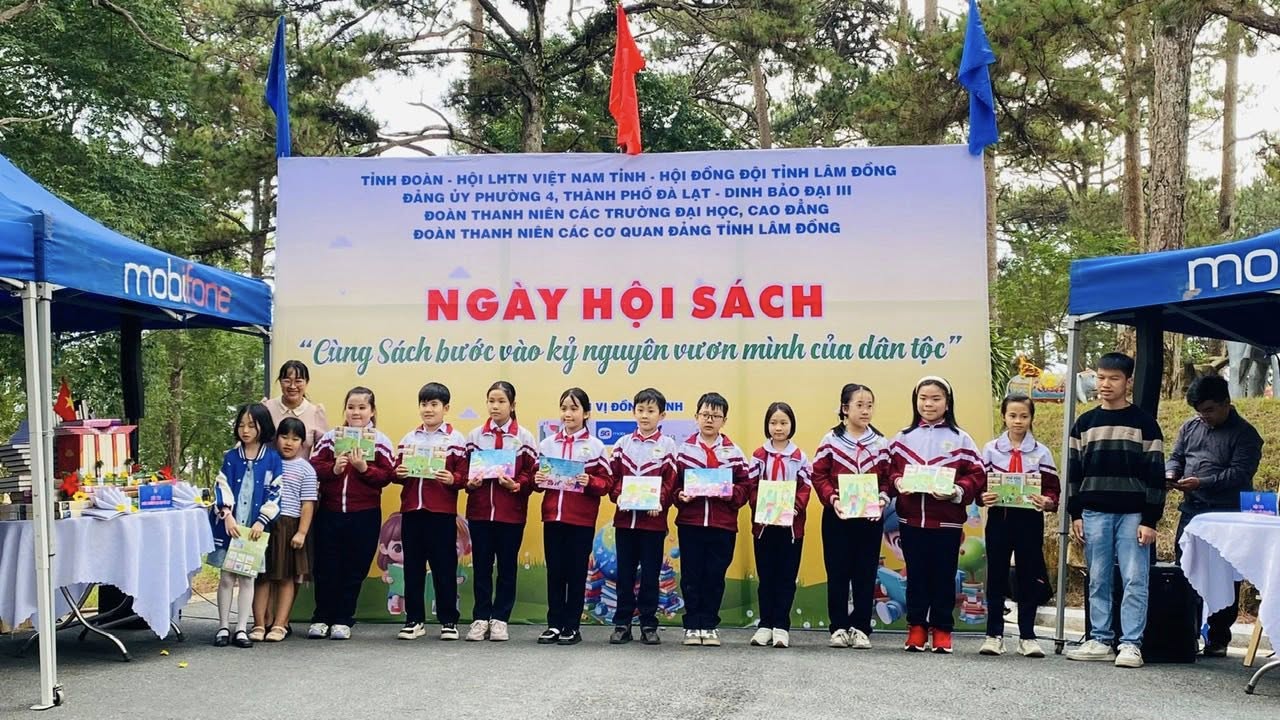 TỈNH ĐOÀN - HỘI LHTN VIỆT NAM TỈNH - HỘI ĐỒNG ĐỘI TỈNH LÂM ĐỒNG
ĐẢNG ỦY PHƯỜNG 4, THÀNH PHỐ ĐÀ LẠT - DINH BẢO ĐẠI III
ĐOÀN THANH NIÊN CÁC TRƯỜNG ĐẠI HỌC, CAO ĐẲNG
ĐOÀN THANH NIÊN CÁC CƠ QUAN ĐẢNG TỈNH LÂM ĐỒNG
NGÀY HỘI SÁCH
“Cùng Sách bước vào kỷ nguyên vươn mình của dân tộc”
VỊ ĐỒN
mobifone
mo